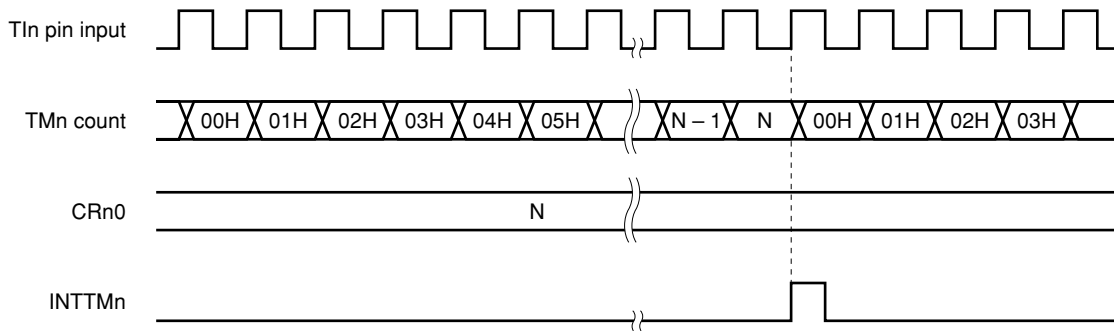 TIn pin input
TMn count 00H 01H 02H 03H 04H 05H N – 1 N 00H 01H 02H 03H
CRn0 N
INTTMn